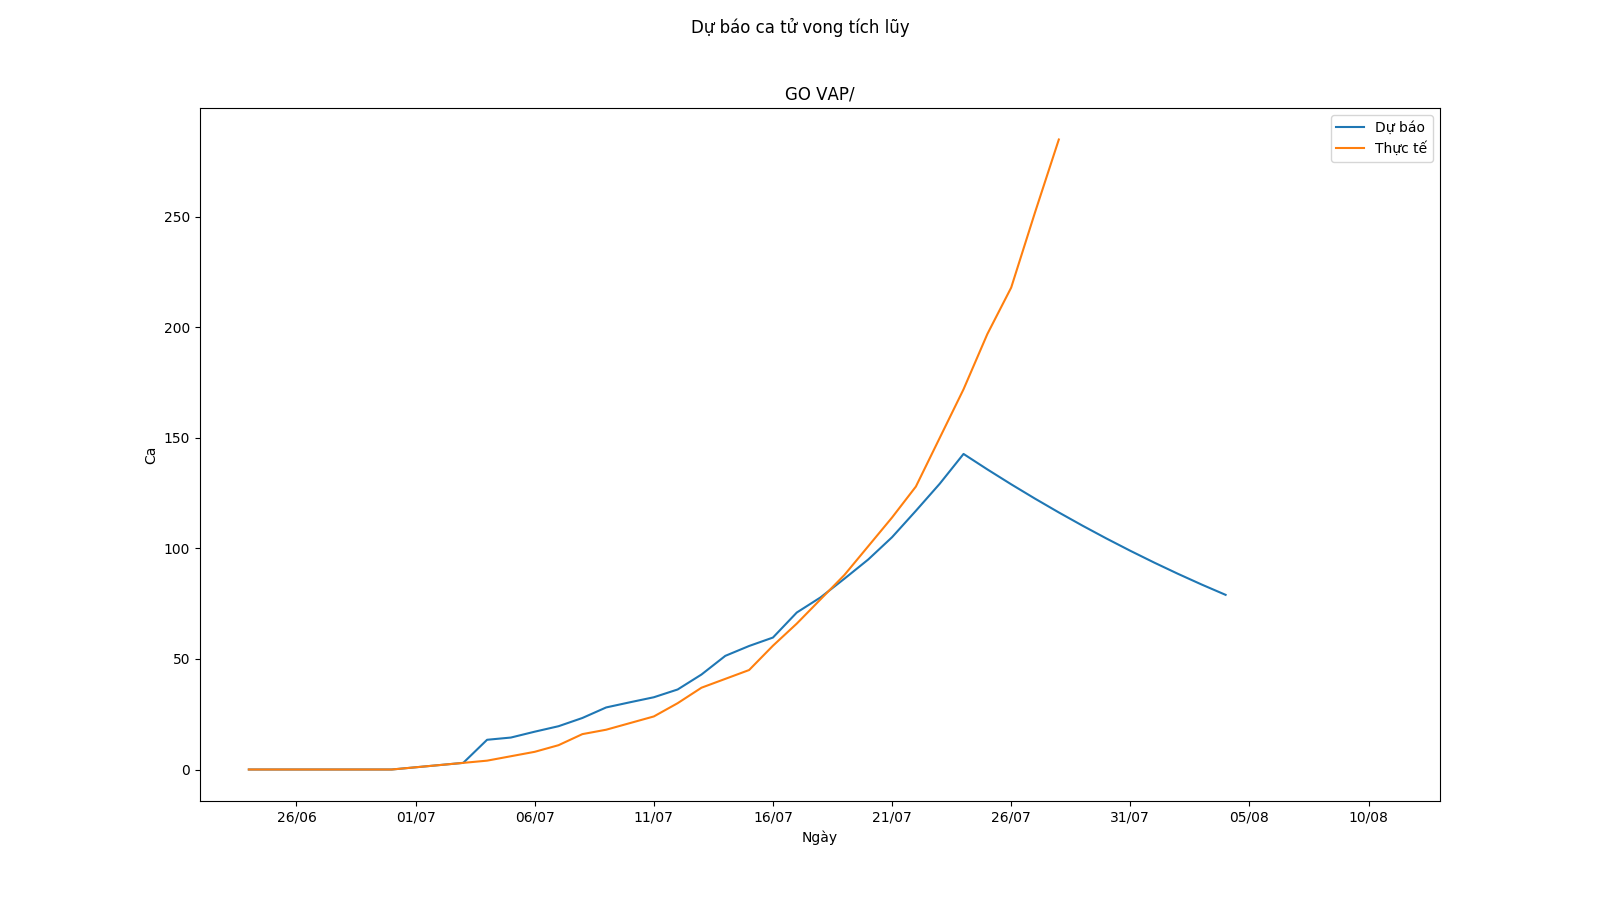 Dự báo ca tử vong tích lũy
GO VAP/
Dự báo
Thực tế
Ca
250
200
150
100
50
0
26/06
01/07
06/07
11/07
16/07
21/07
26/07
31/07
05/08
10/08
Ngày